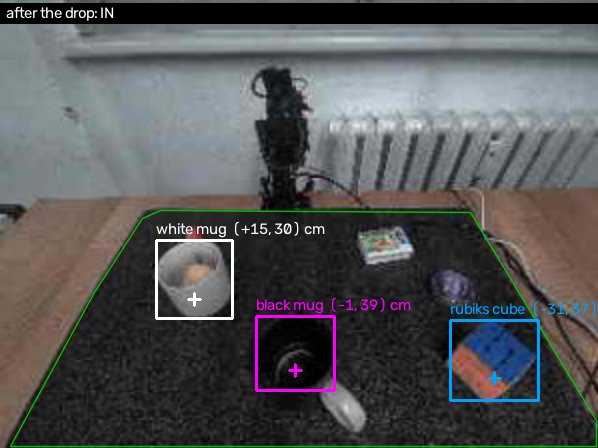 after the drop: IN
white mug (+15,30) cm
black mug (-1,39) cm
rubiks cube (-31,37)